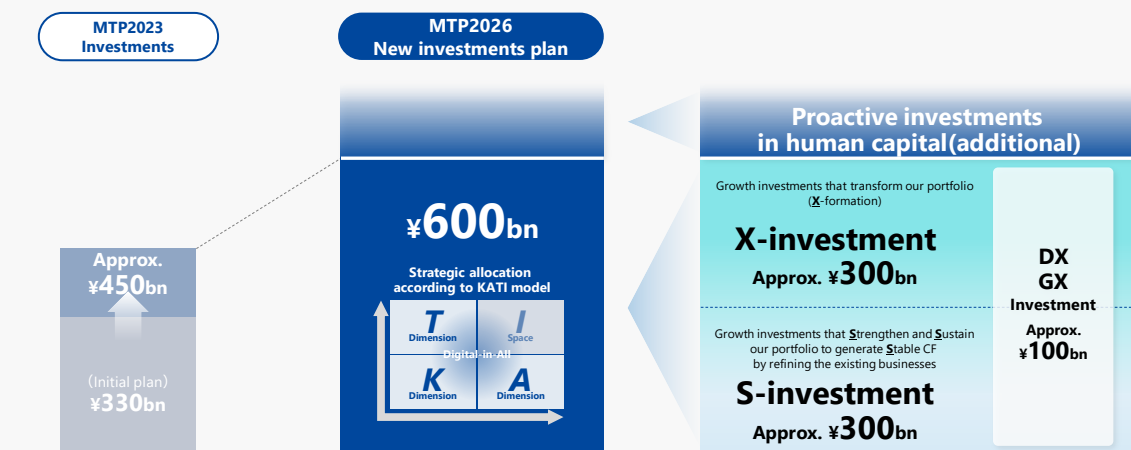 MTP2023
Investments
MTP2026
New investments plan
Approx.
¥450bn
(Initial plan)
¥330bn
¥600bn
Strategic allocation
according to KATI model
T
Dimension
I
Space
Digital-in-All
K
Dimension
A
Dimension
Proactive investments
in human capital(additional)
Growth investments that transform our portfolio
(X-formation)
X-investment
Approx. ¥300bn
Growth investments that Strengthen and Sustain
our portfolio to generate Stable CF
by refining the existing businesses
S-investment
Approx. ¥300bn
DX
GX
Investment
Approx.
¥100bn